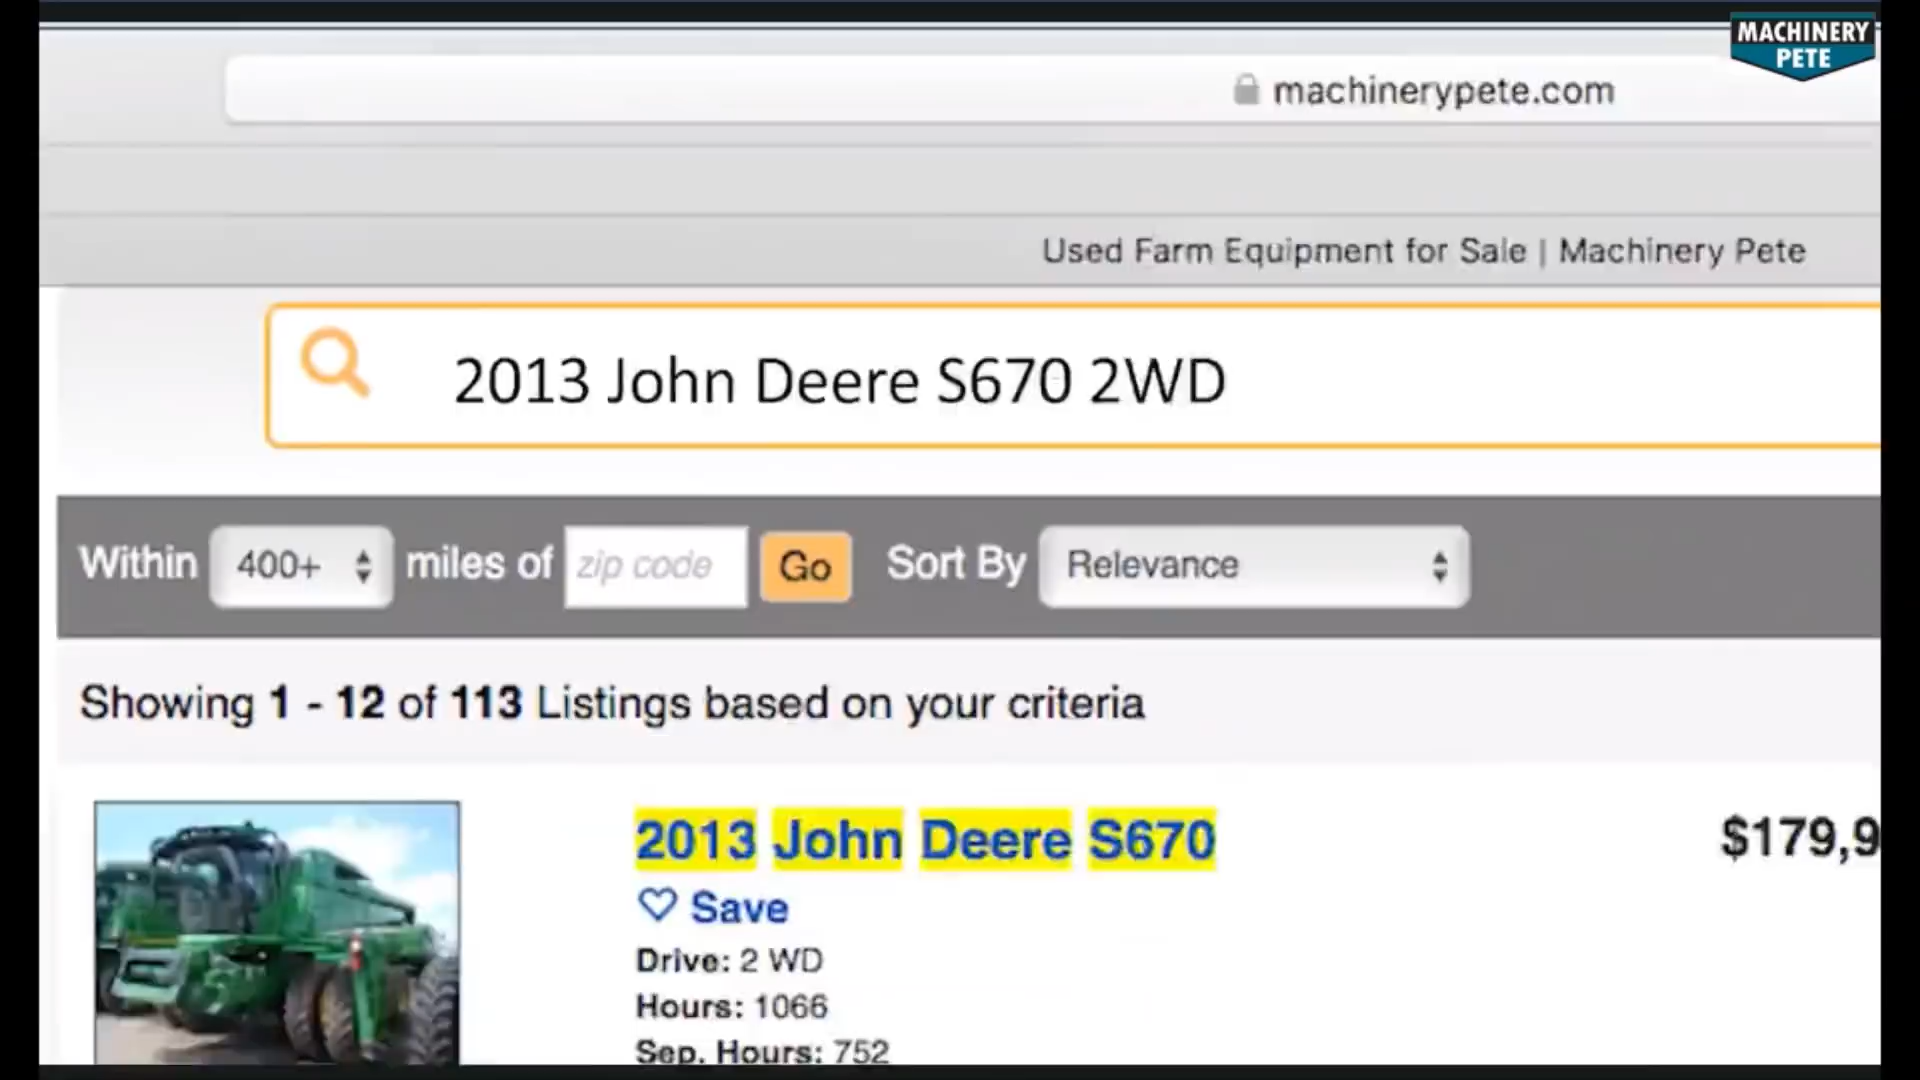 MACHINERY
PETE
machinerypete.com
Used Farm Equipment for Sale | Machinery Pete
2013 John Deere S670 2WD
Within 400+ miles of zip code Go Sort By Relevance
Showing 1 - 12 of 113 Listings based on your criteria
2013 John Deere S670 $179,9
Save
Drive: 2 WD
Hours: 1066
Sep. Hours: 752